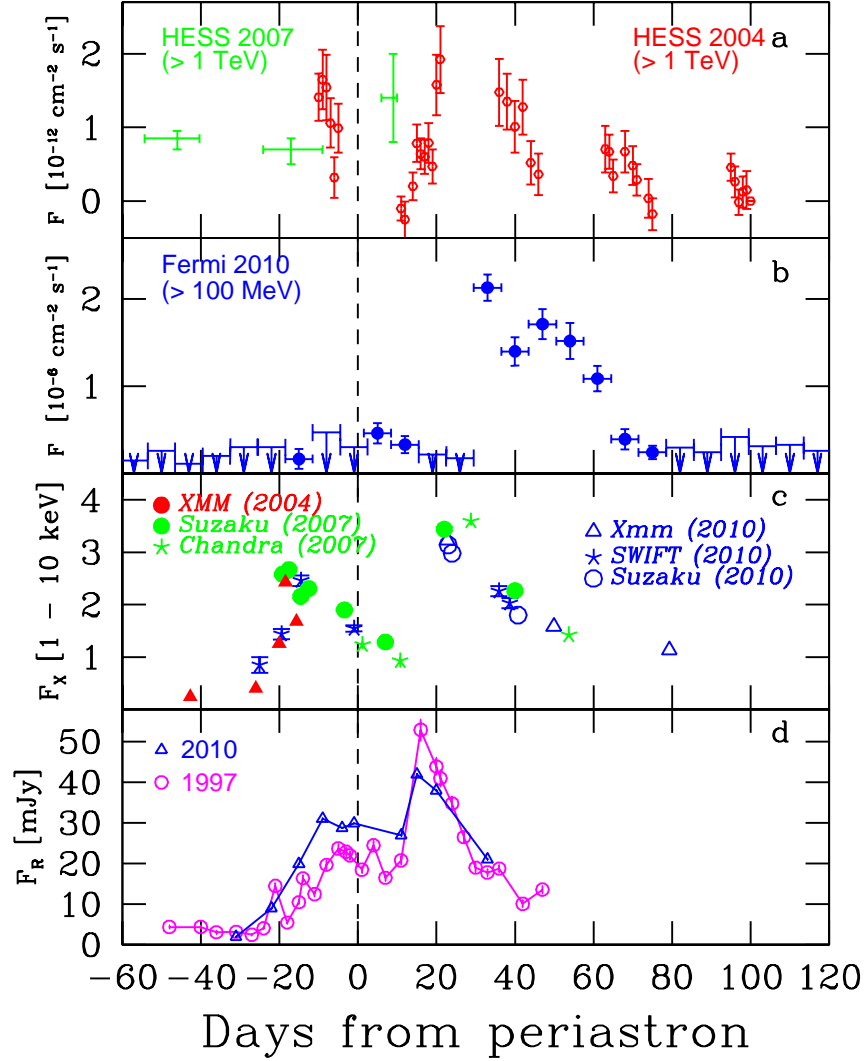 HESS 2007
(> 1 TeV)
HESS 2004
(> 1 TeV)
a
F [10⁻¹² cm⁻² s⁻¹]
2
1
0
Fermi 2010
(> 100 MeV)
b
F [10⁻⁶ cm⁻² s⁻¹]
2
1
XMM (2004)
Suzaku (2007)
Chandra (2007)
c
Xmm (2010)
SWIFT (2010)
Suzaku (2010)
F_X [1 − 10 keV]
4
3
2
1
2010
1997
d
F_R [mJy]
50
40
30
20
10
0
−60 −40 −20 0 20 40 60 80 100 120
Days from periastron